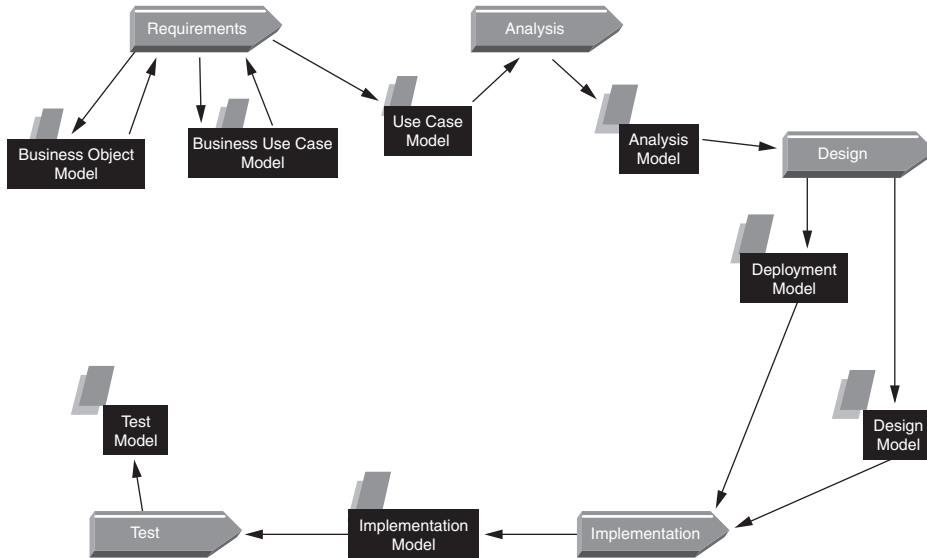 Requirements
Analysis
Business Object
Model
Business Use Case
Model
Use Case
Model
Analysis
Model
Design
Deployment
Model
Design
Model
Implementation
Implementation
Model
Test
Test
Model